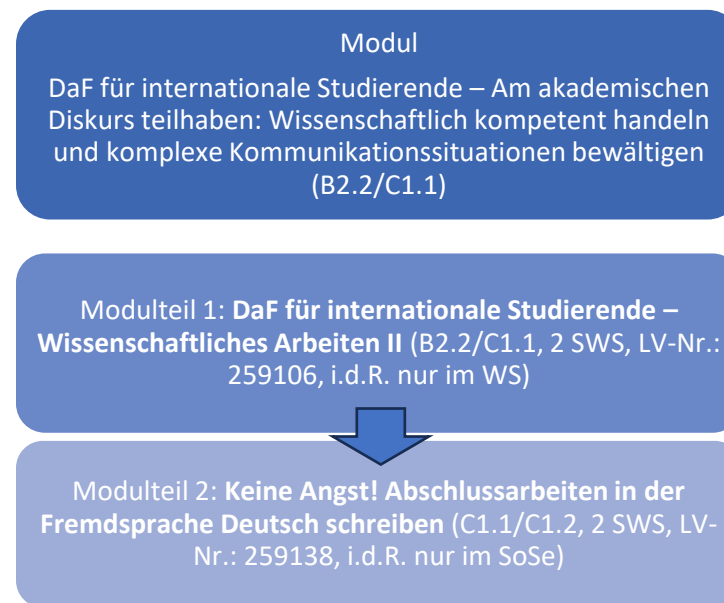 Modul
DaF für internationale Studierende – Am akademischen
Diskurs teilhaben: Wissenschaftlich kompetent handeln
und komplexe Kommunikationssituationen bewältigen
(B2.2/C1.1)
Modulteil 1: DaF für internationale Studierende –
Wissenschaftliches Arbeiten II (B2.2/C1.1, 2 SWS, LV-Nr.:
259106, i.d.R. nur im WS)
Modulteil 2: Keine Angst! Abschlussarbeiten in der
Fremdsprache Deutsch schreiben (C1.1/C1.2, 2 SWS, LV-
Nr.: 259138, i.d.R. nur im SoSe)